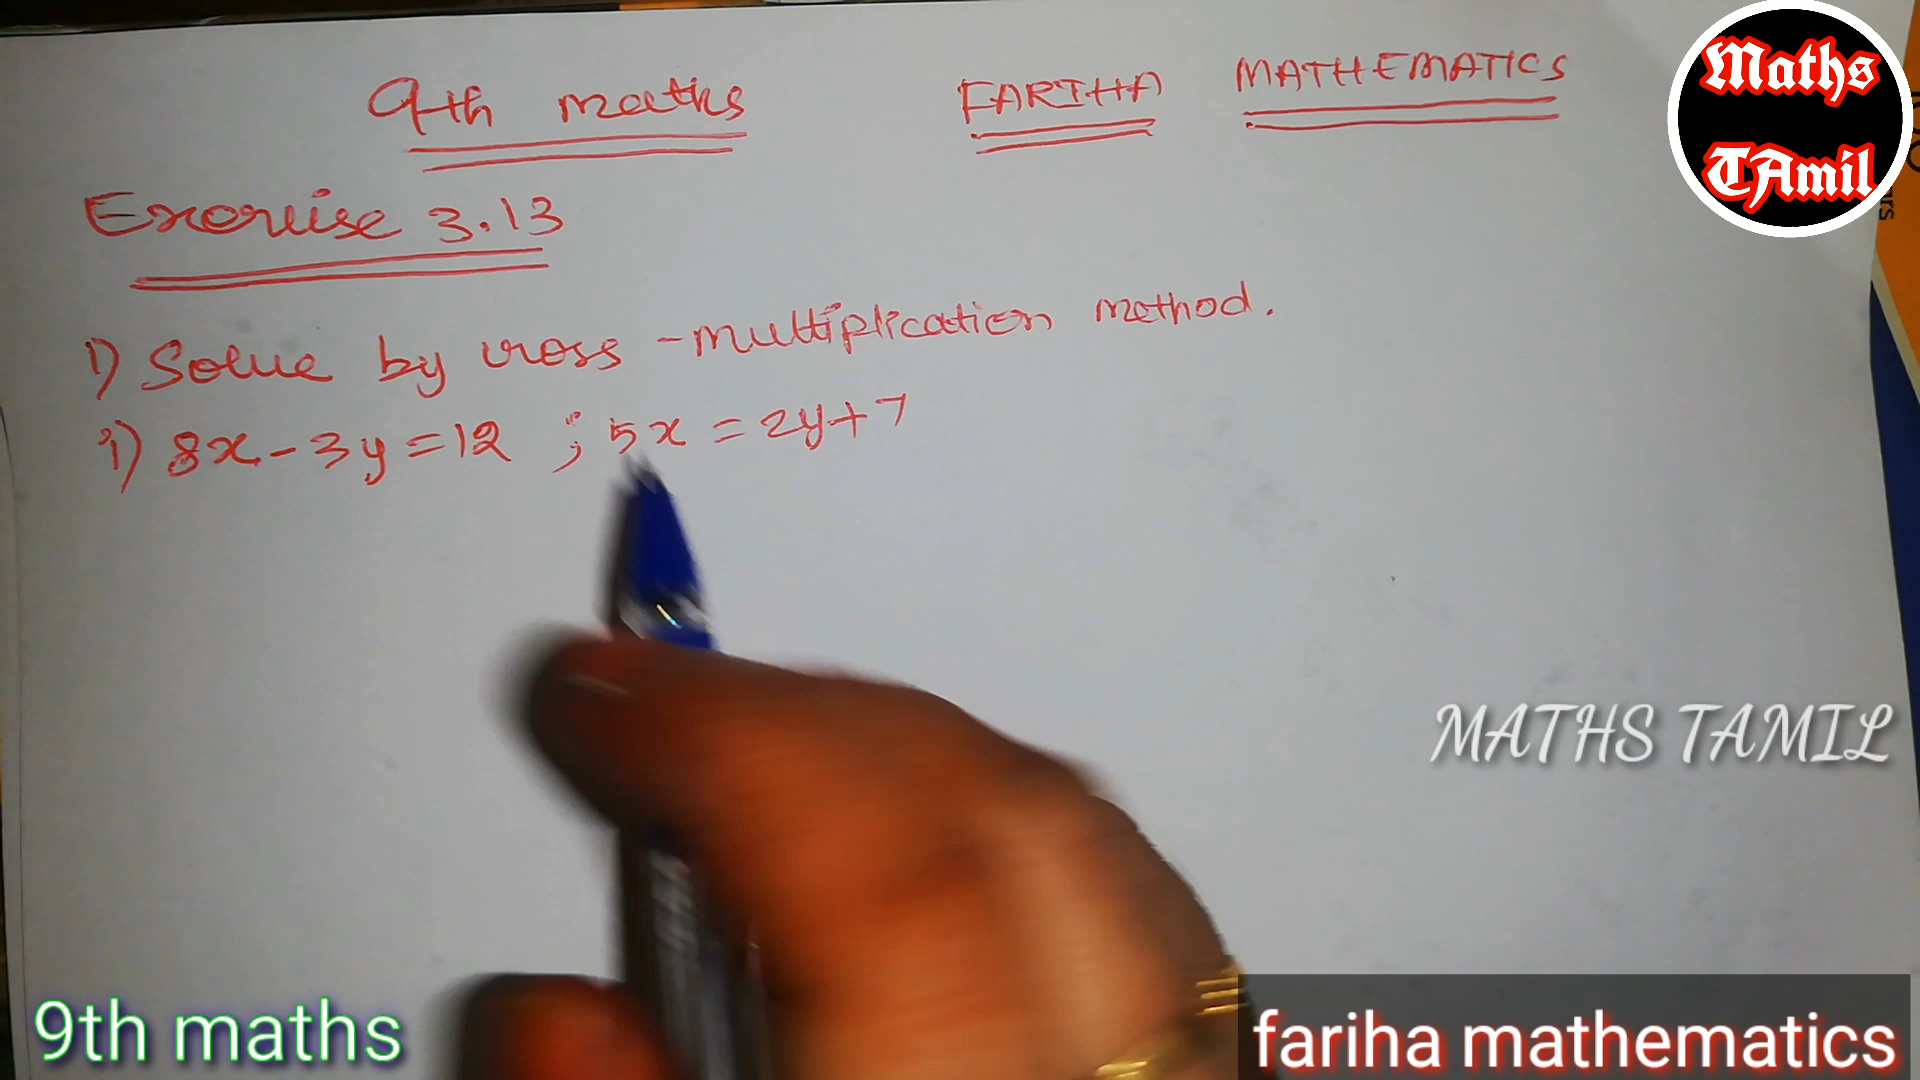 9th maths
FARIHA MATHEMATICS
Maths
TAmil
Exercise 3.13
1) Solve by cross-multiplication method.
i) 8x - 3y = 12 ; 5x = 2y + 7
MATHS TAMIL
9th maths
fariha mathematics